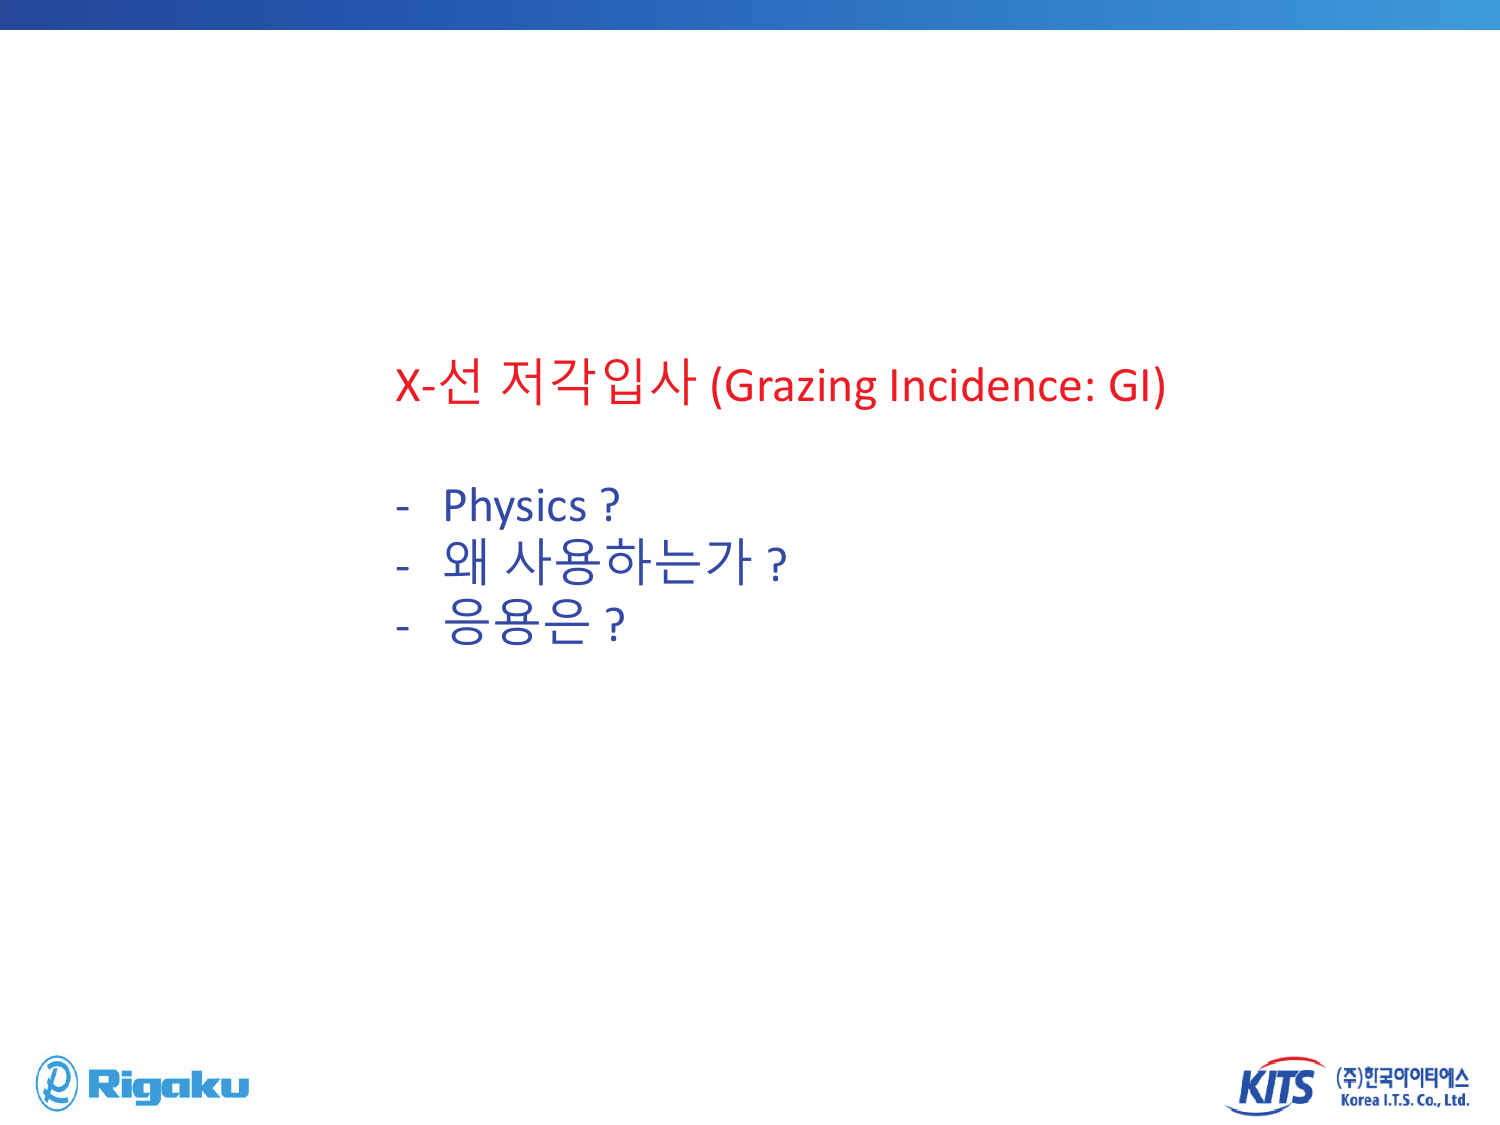 X-선 저각입사 (Grazing Incidence: GI)
- Physics ?
- 왜 사용하는가 ?
- 응용은 ?
Rigaku
KITS
(주)한국아이티에스
Korea I.T.S. Co., Ltd.